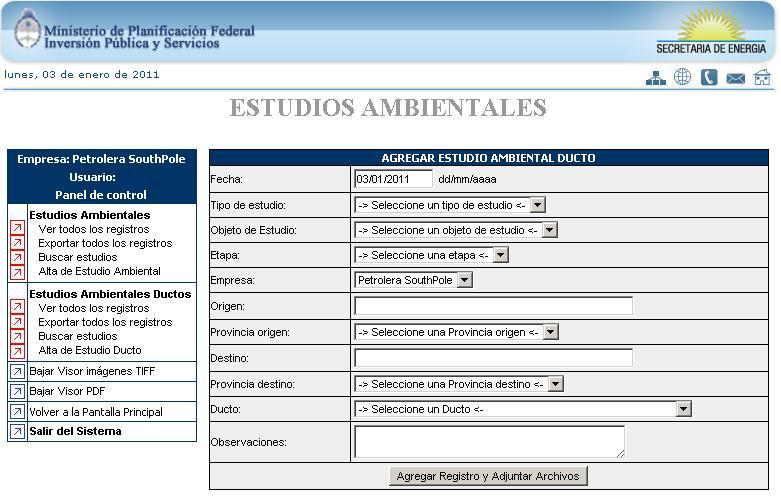 Ministerio de Planificación Federal
Inversión Pública y Servicios
SECRETARIA DE ENERGIA
lunes, 03 de enero de 2011
ESTUDIOS AMBIENTALES
Empresa: Petrolera SouthPole
Usuario:
Panel de control
Estudios Ambientales
Ver todos los registros
Exportar todos los registros
Buscar estudios
Alta de Estudio Ambiental
Estudios Ambientales Ductos
Ver todos los registros
Exportar todos los registros
Buscar estudios
Alta de Estudio Ducto
Bajar Visor imágenes TIFF
Bajar Visor PDF
Volver a la Pantalla Principal
Salir del Sistema
AGREGAR ESTUDIO AMBIENTAL DUCTO
Fecha: 03/01/2011 dd/mm/aaaa
Tipo de estudio: -> Seleccione un tipo de estudio <-
Objeto de Estudio: -> Seleccione un objeto de estudio <-
Etapa: -> Seleccione una etapa <-
Empresa: Petrolera SouthPole
Origen:
Provincia origen: -> Seleccione una Provincia origen <-
Destino:
Provincia destino: -> Seleccione una Provincia destino <-
Ducto: -> Seleccione un Ducto <-
Observaciones:
Agregar Registro y Adjuntar Archivos